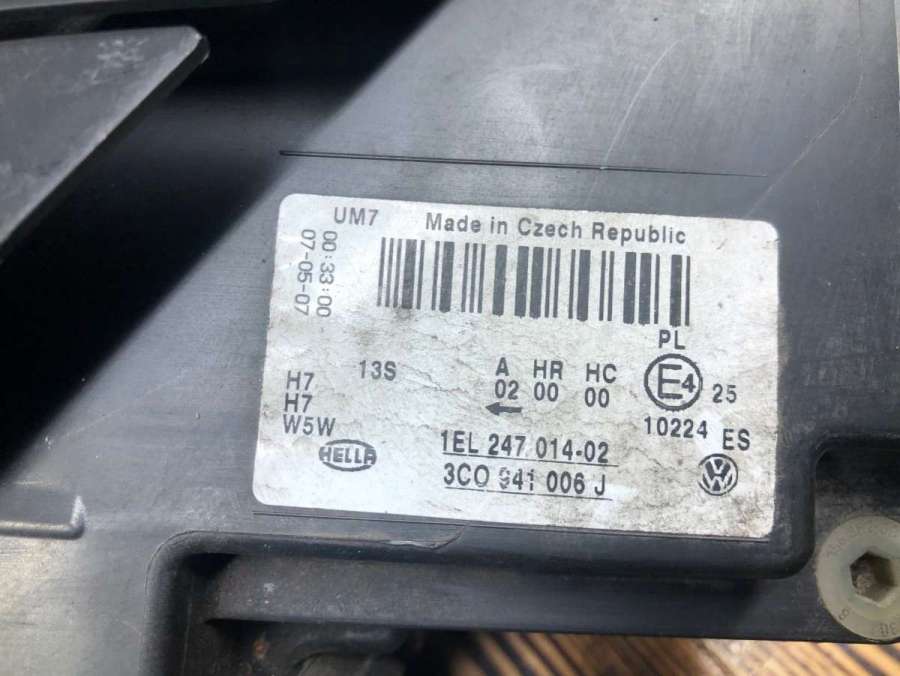 UM7
Made in Czech Republic
00:33:00
07-05-07
PL
H7
H7
W5W
13S
A HR HC
02 00 00
E4 25
10224 ES
HELLA
1EL 247 014-02
3C0 941 006 J
VW